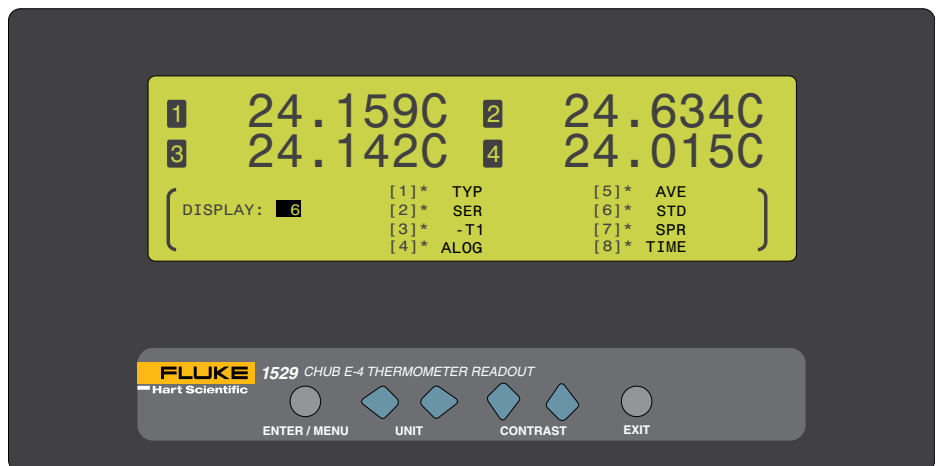 1 24.159C 2 24.634C
3 24.142C 4 24.015C
DISPLAY: 6
[1]* TYP
[2]* SER
[3]* -T1
[4]* ALOG
[5]* AVE
[6]* STD
[7]* SPR
[8]* TIME
FLUKE
Hart Scientific
1529 CHUB E-4 THERMOMETER READOUT
ENTER / MENU UNIT CONTRAST EXIT